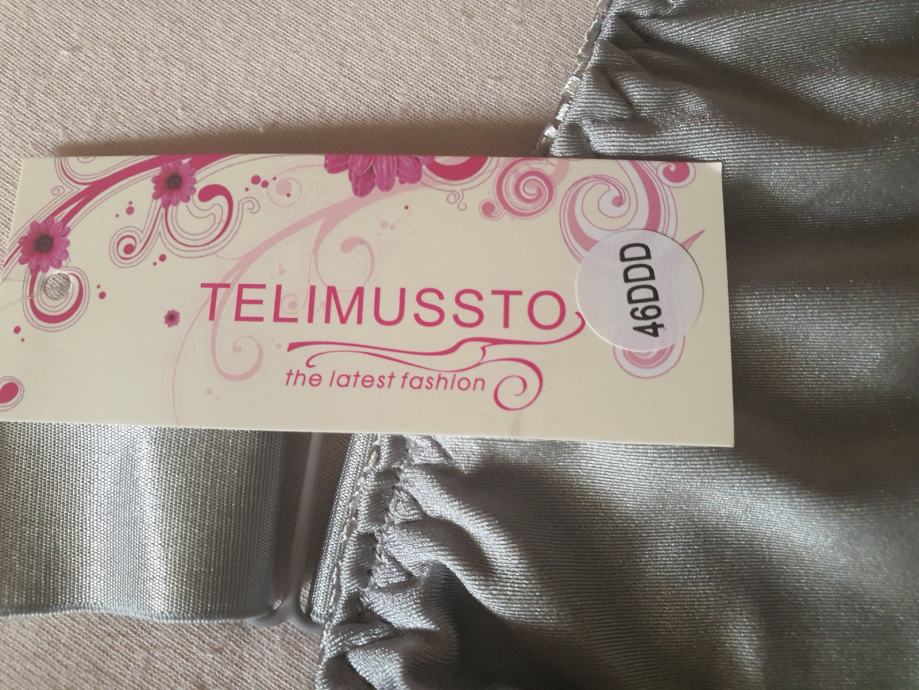 TELIMUSSTO
the latest fashion
46DDD